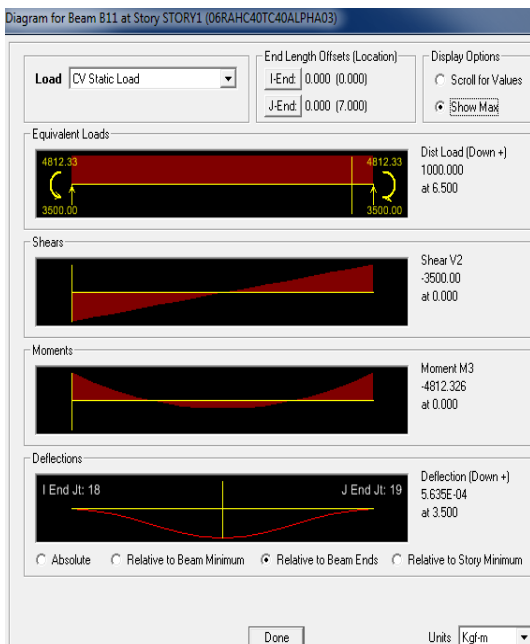 Diagram for Beam B11 at Story STORY1 (06RAHC40TC40ALPHA03)
Load CV Static Load
End Length Offsets (Location)
I-End: 0.000 (0.000)
J-End: 0.000 (7.000)
Display Options
Scroll for Values
Show Max
Equivalent Loads
4812.33 4812.33
3500.00 3500.00
Dist Load (Down +)
1000.000
at 6.500
Shears
Shear V2
-3500.00
at 0.000
Moments
Moment M3
-4812.326
at 0.000
Deflections
I End Jt: 18 J End Jt: 19
Deflection (Down +)
5.635E-04
at 3.500
Absolute Relative to Beam Minimum Relative to Beam Ends Relative to Story Minimum
Done
Units Kgf-m